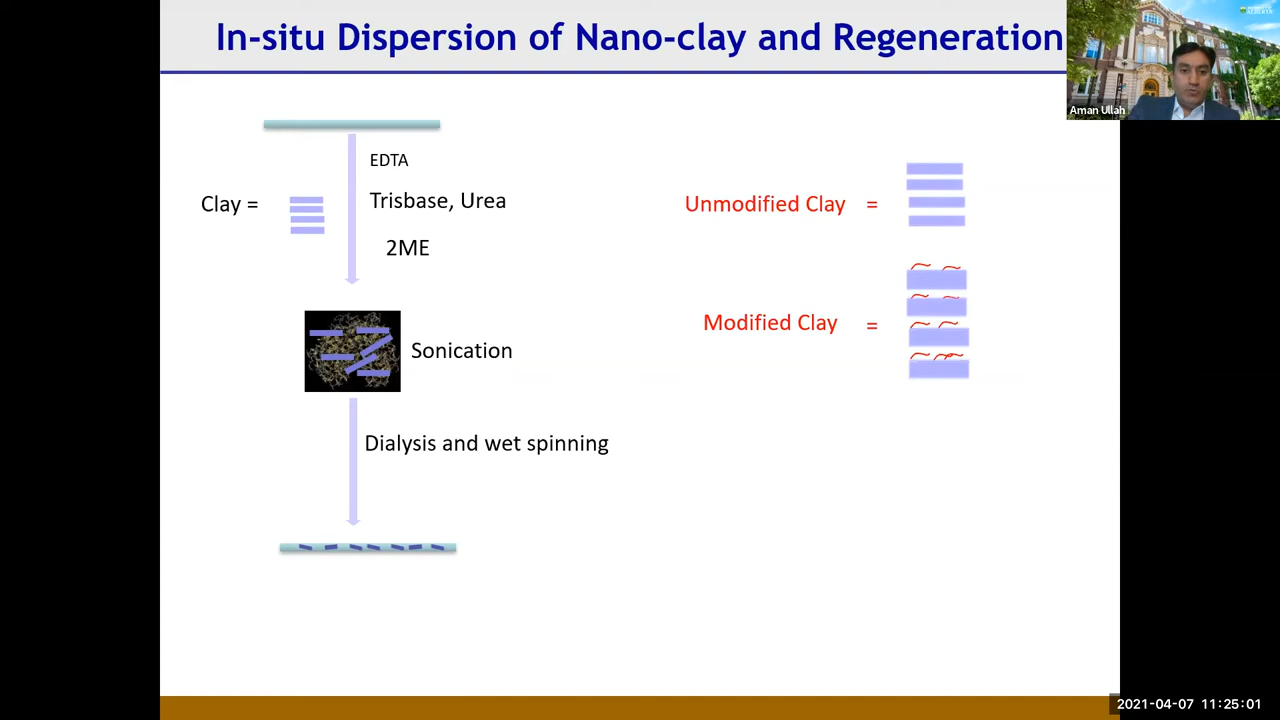 In-situ Dispersion of Nano-clay and Regeneration
Aman Ullah
EDTA
Clay =
Trisbase, Urea
2ME
Sonication
Dialysis and wet spinning
Unmodified Clay =
Modified Clay =
2021-04-07 11:25:01